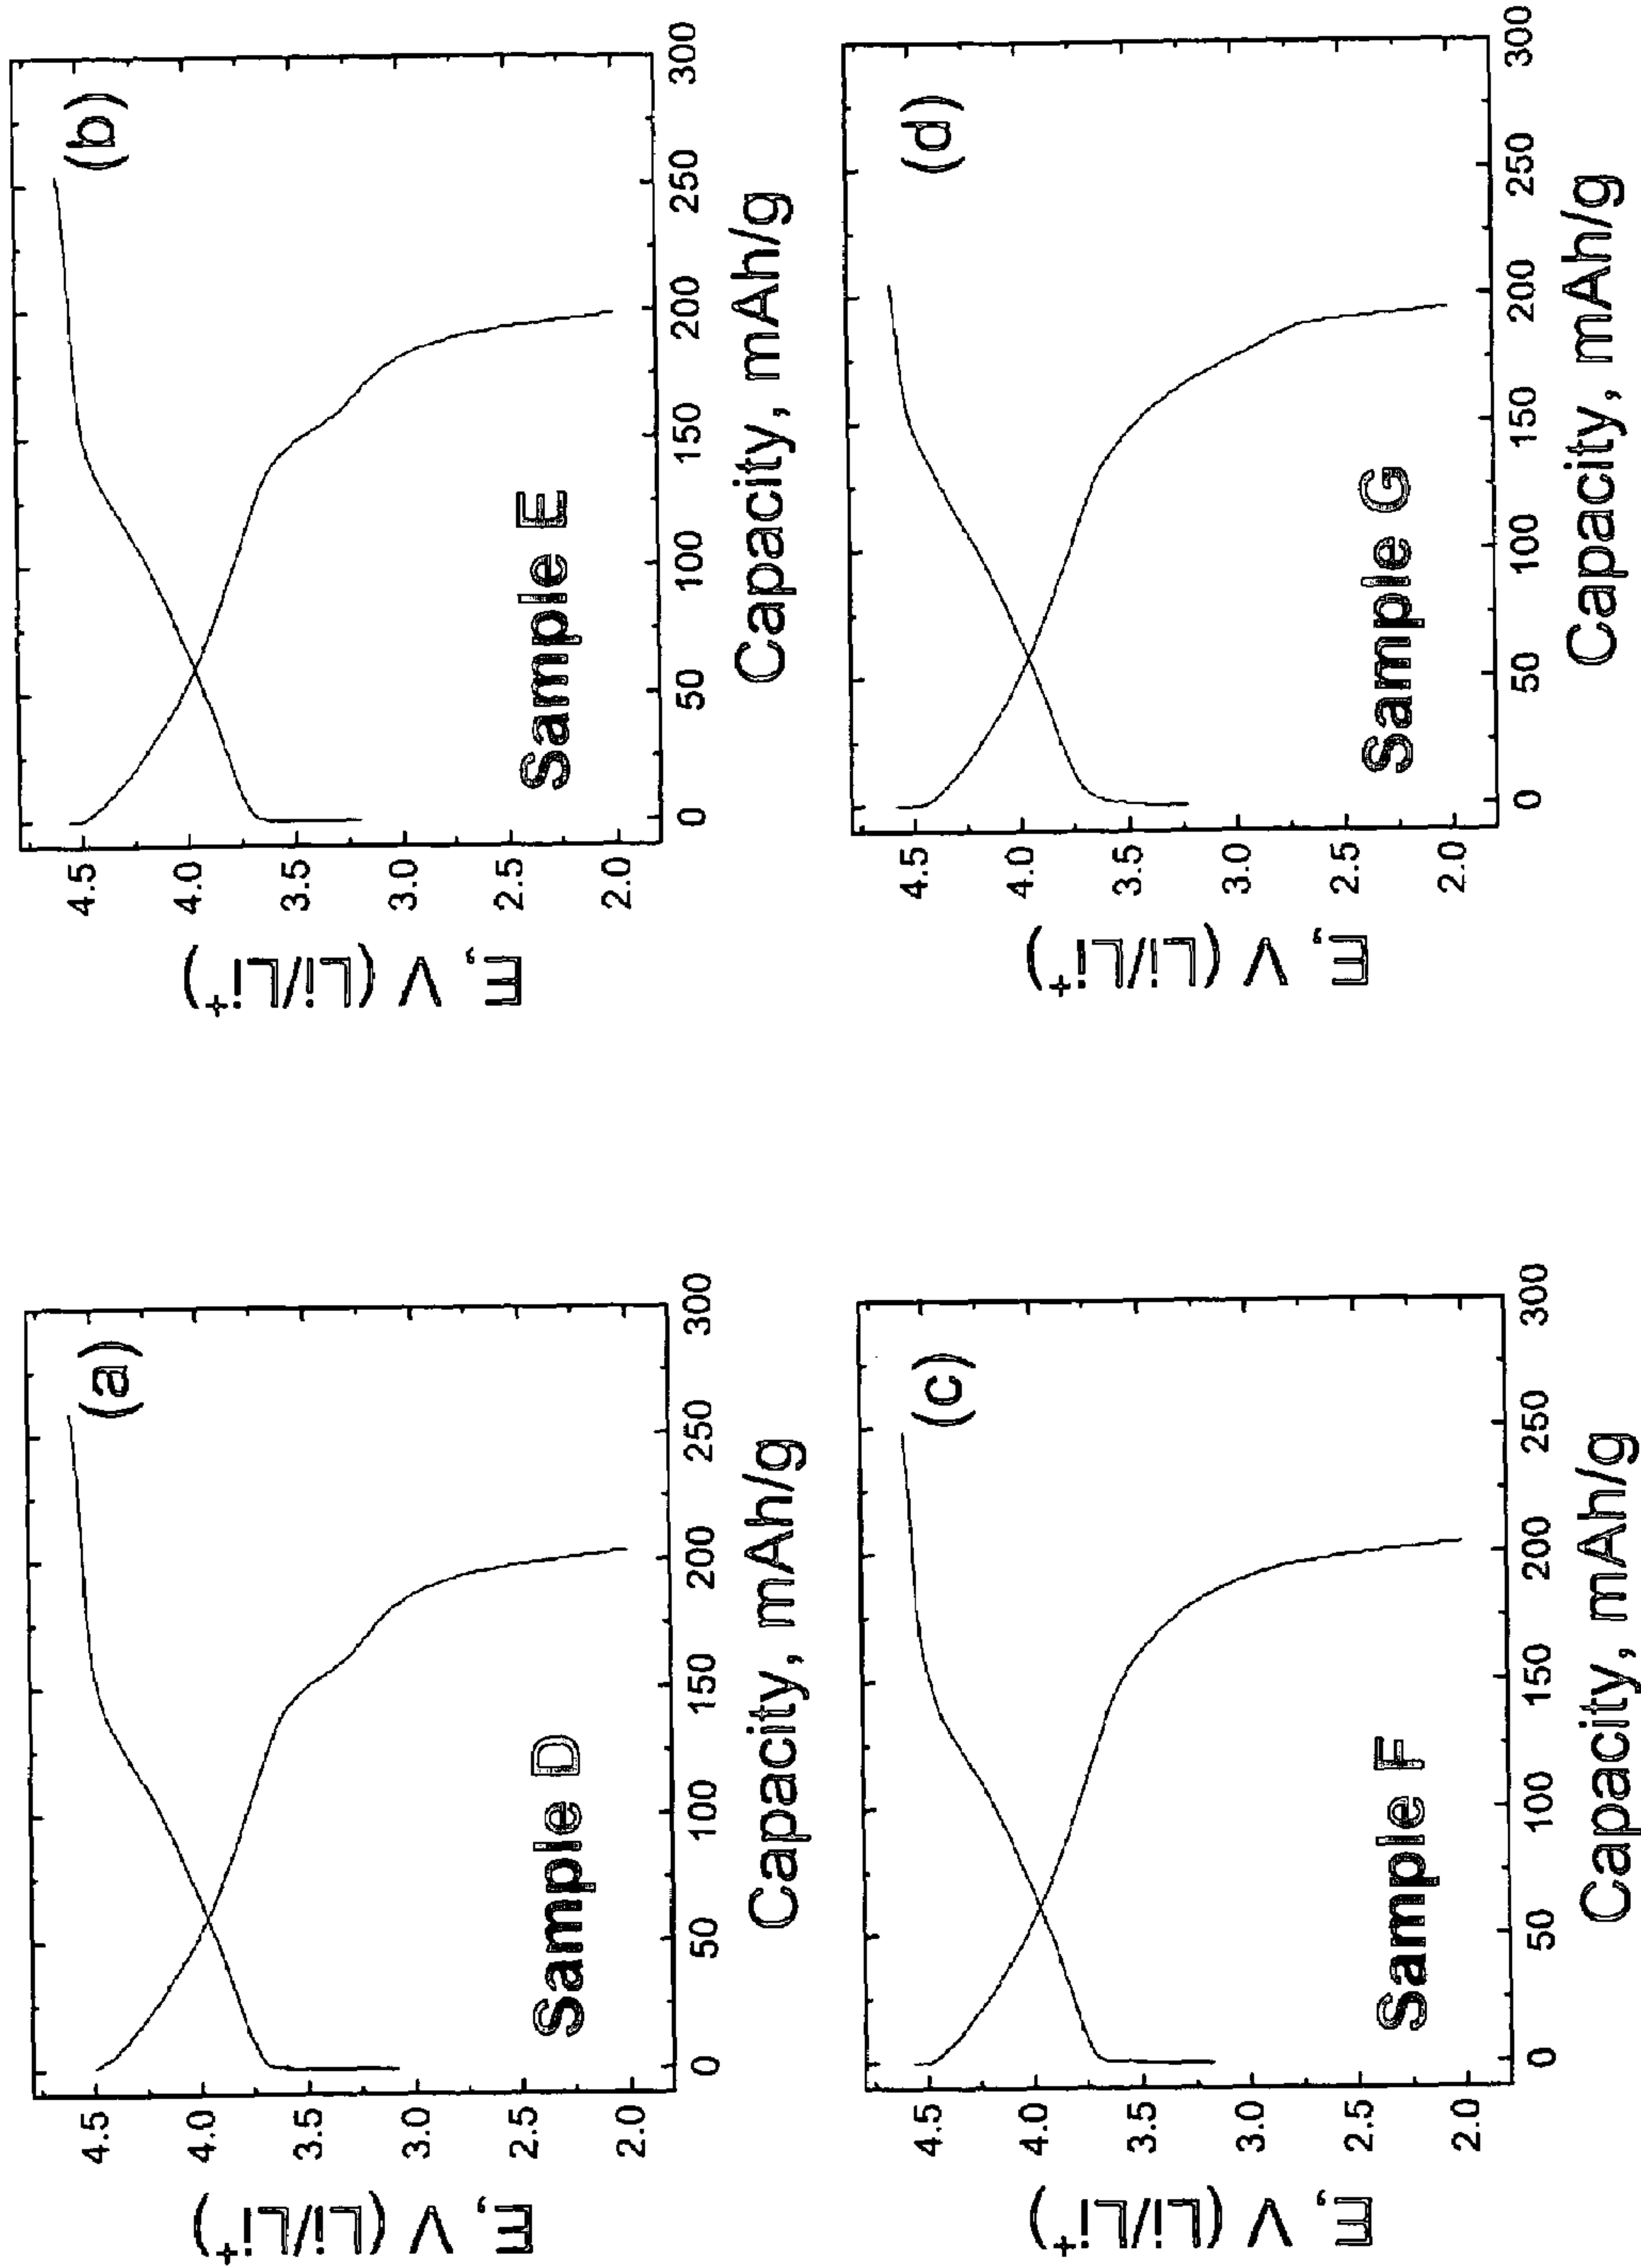 (a)
Sample D
E, V (Li/Li⁺)
4.5
4.0
3.5
3.0
2.5
2.0
0 50 100 150 200 250 300
Capacity, mAh/g
(b)
Sample E
E, V (Li/Li⁺)
4.5
4.0
3.5
3.0
2.5
2.0
0 50 100 150 200 250 300
Capacity, mAh/g
(c)
Sample F
E, V (Li/Li⁺)
4.5
4.0
3.5
3.0
2.5
2.0
0 50 100 150 200 250 300
Capacity, mAh/g
(d)
Sample G
E, V (Li/Li⁺)
4.5
4.0
3.5
3.0
2.5
2.0
0 50 100 150 200 250 300
Capacity, mAh/g